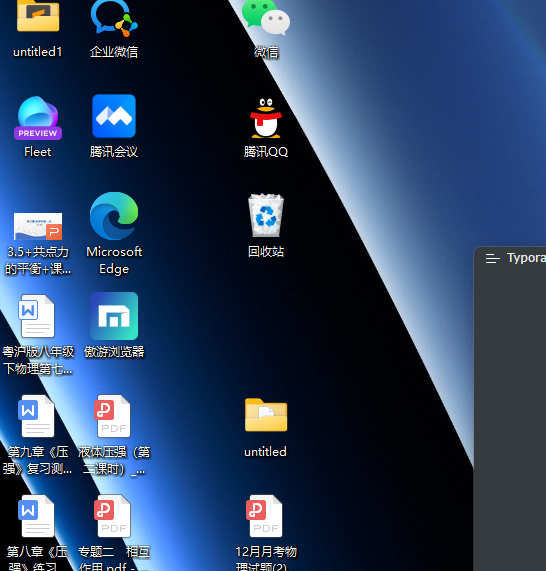 untitled1
企业微信
微信
PREVIEW
Fleet
腾讯会议
腾讯QQ
3.5+共点力
的平衡+课...
Microsoft
Edge
回收站
Typora
粤沪版八年级
下物理第七...
傲游浏览器
第九章《压
强》复习测...
PDF
液体压强（第
二课时）_...
untitled
第八章《压
强》练习
PDF
专题二　相互
作用.pdf - ...
PDF
12月月考物
理试题(2)